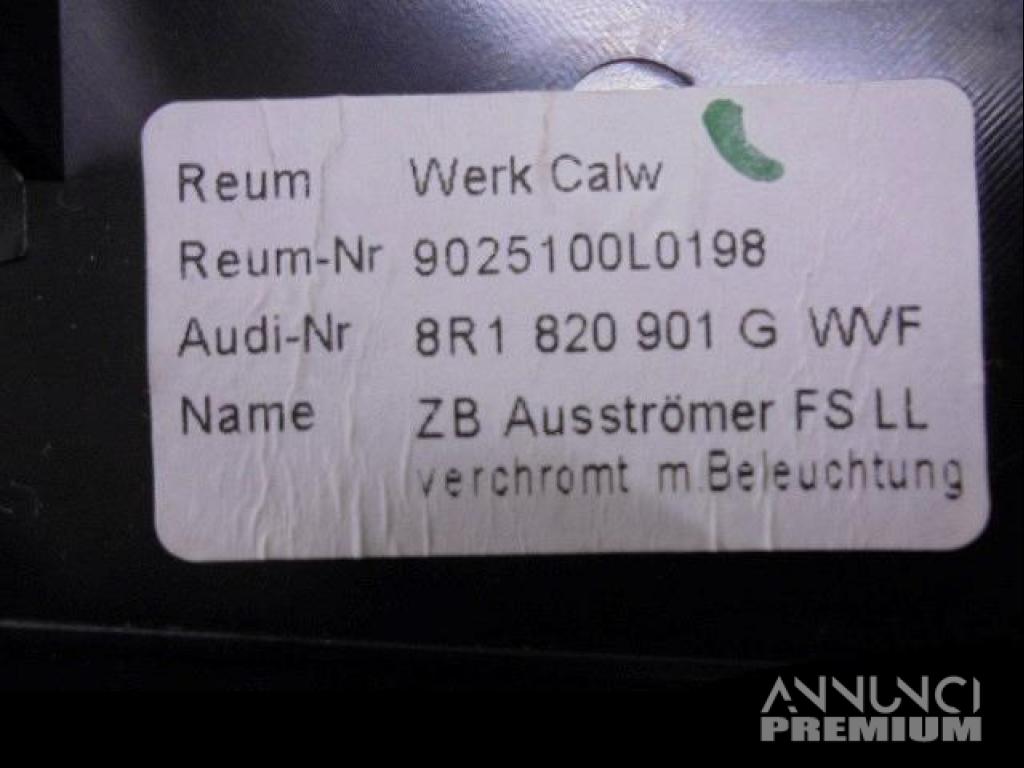 Reum Werk Calw
Reum-Nr 9025100L0198
Audi-Nr 8R1 820 901 G WVF
Name ZB Ausströmer FS LL
verchromt m.Beleuchtung
ANNUNCI
PREMIUM